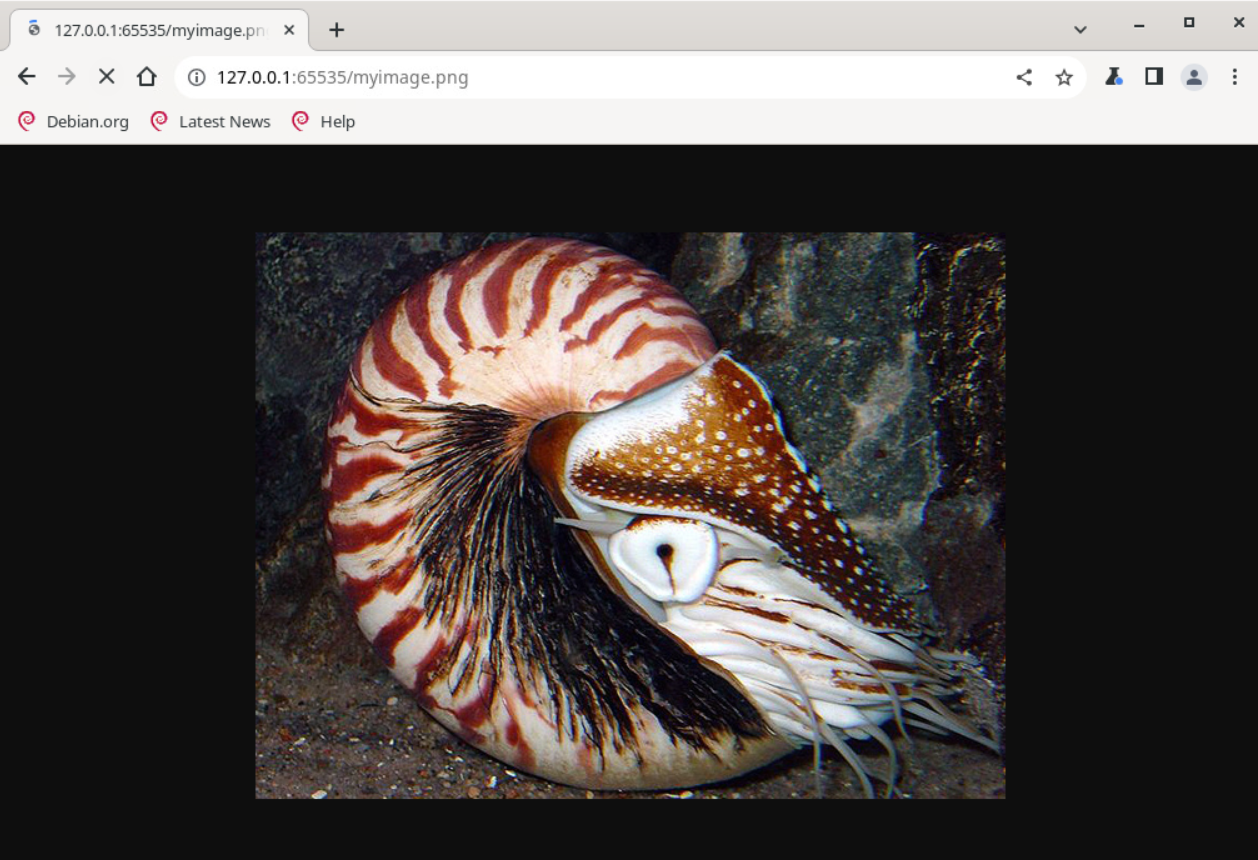 127.0.0.1:65535/myimage.pn
127.0.0.1:65535/myimage.png
Debian.org Latest News Help